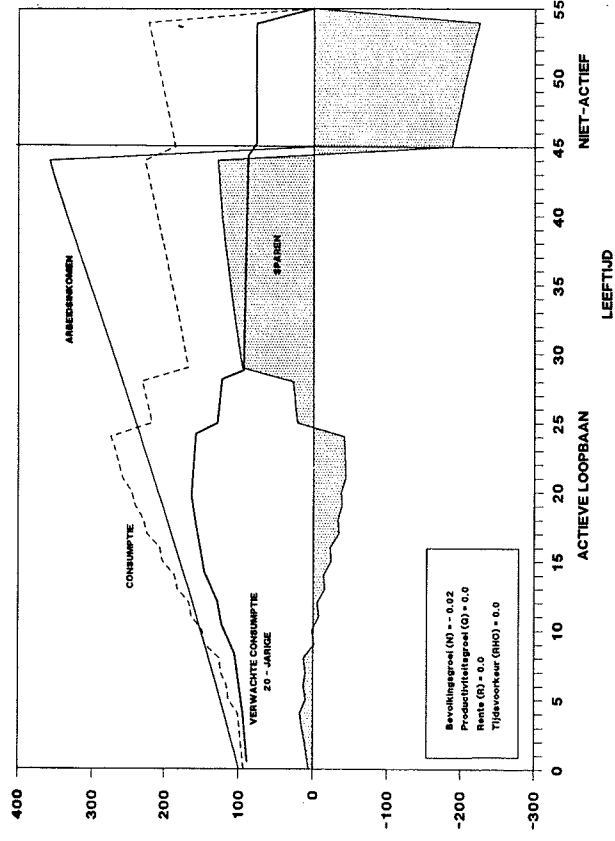 400
300
200
100
0
-100
-200
-300
ARBEIDSINKOMEN
CONSUMPTIE
VERWACHTE CONSUMPTIE
20 - JARIGE
SPAREN
Bevolkingsgroei (N) = - 0.02
Productiviteitsgroei (Q) = 0.0
Rente (R) = 0.0
Tijdsvoorkeur (RHO) = 0.0
0 5 10 15 20 25 30 35 40 45 50 55
ACTIEVE LOOPBAAN NIET-ACTIEF
LEEFTIJD